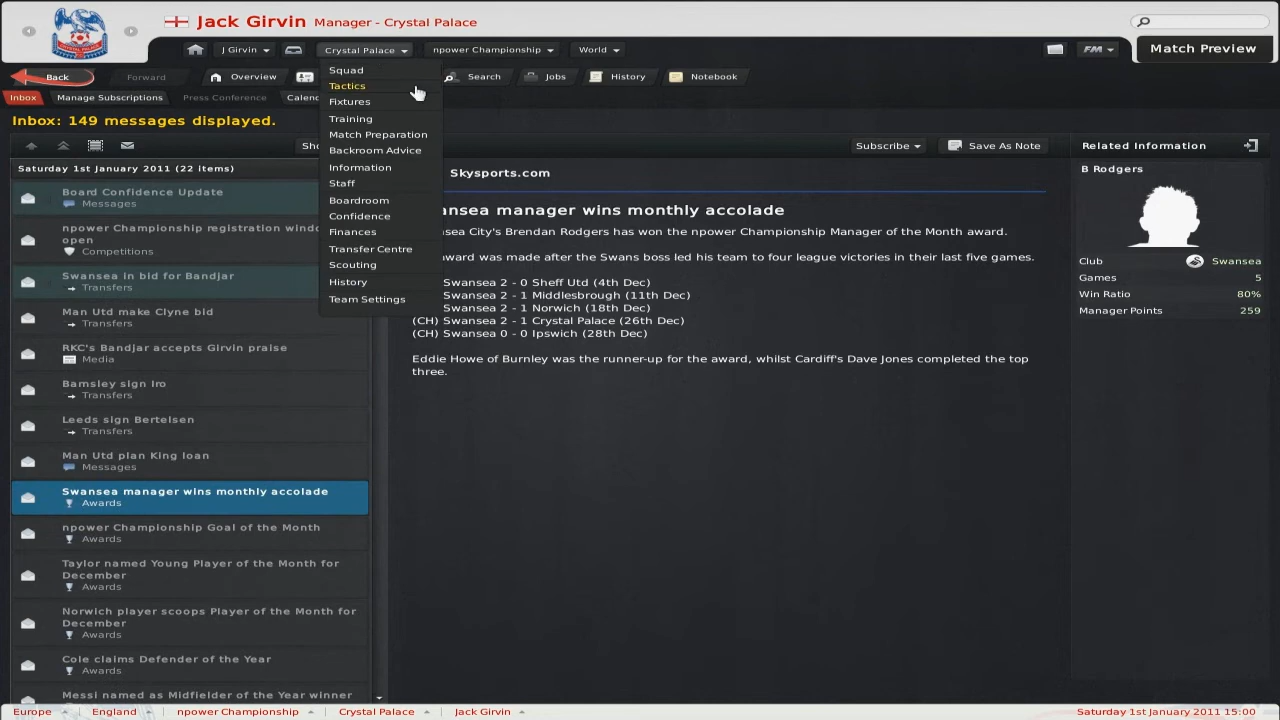 Jack Girvin Manager - Crystal Palace
J Girvin
Crystal Palace
npower Championship
World
FM
Match Preview
Back
Forward
Overview
Search
Jobs
History
Notebook
Inbox
Manage Subscriptions
Press Conference
Inbox: 149 messages displayed.
Squad
Tactics
Fixtures
Training
Match Preparation
Backroom Advice
Information
Staff
Boardroom
Confidence
Finances
Transfer Centre
Scouting
History
Team Settings
Subscribe
Save As Note
Saturday 1st January 2011 (22 items)
Board Confidence Update
Messages
npower Championship registration
open
Competitions
Swansea in bid for Bandjar
Transfers
Man Utd make Clyne bid
Transfers
RKC's Bandjar accepts Girvin praise
Media
Barnsley sign Iro
Transfers
Leeds sign Bertelsen
Transfers
Man Utd plan King loan
Messages
Swansea manager wins monthly accolade
Awards
npower Championship Goal of the Month
Awards
Taylor named Young Player of the Month for
December
Awards
Norwich player scoops Player of the Month for
December
Awards
Cole claims Defender of the Year
Awards
Messi named as Midfielder of the Year winner
Skysports.com
manager wins monthly accolade
City's Brendan Rodgers has won the npower Championship Manager of the Month award.
was made after the Swans boss led his team to four league victories in their last five games.
Swansea 2 - 0 Sheff Utd (4th Dec)
Swansea 2 - 1 Middlesbrough (11th Dec)
Swansea 2 - 1 Norwich (18th Dec)
(CH) Swansea 2 - 1 Crystal Palace (26th Dec)
(CH) Swansea 0 - 0 Ipswich (28th Dec)
Eddie Howe of Burnley was the runner-up for the award, whilst Cardiff's Dave Jones completed the top
three.
Related Information
B Rodgers
Club Swansea
Games 5
Win Ratio 80%
Manager Points 259
Europe
England
npower Championship
Crystal Palace
Jack Girvin
Saturday 1st January 2011 15:00